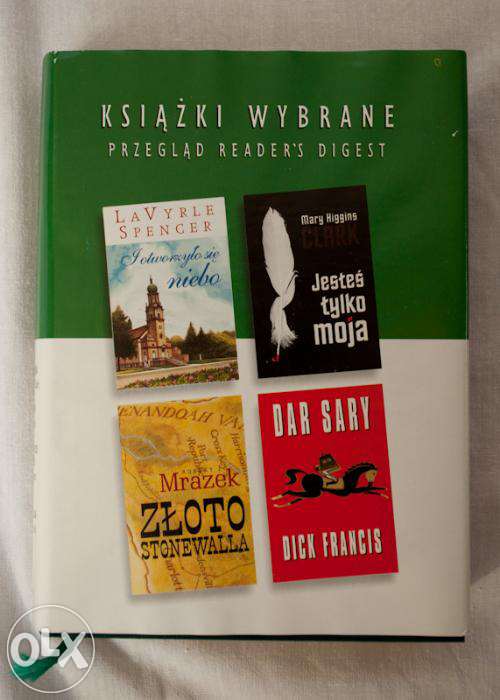 KSIĄŻKI WYBRANE
PRZEGLĄD READER'S DIGEST
LAVYRLE
SPENCER
I otworzyło się
niebo
Mary Higgins
CLARK
Jesteś
tylko
moja
ROBERT
Mrazek
ZŁOTO
STONEWALLA
DAR SARY
DICK FRANCIS
OLX